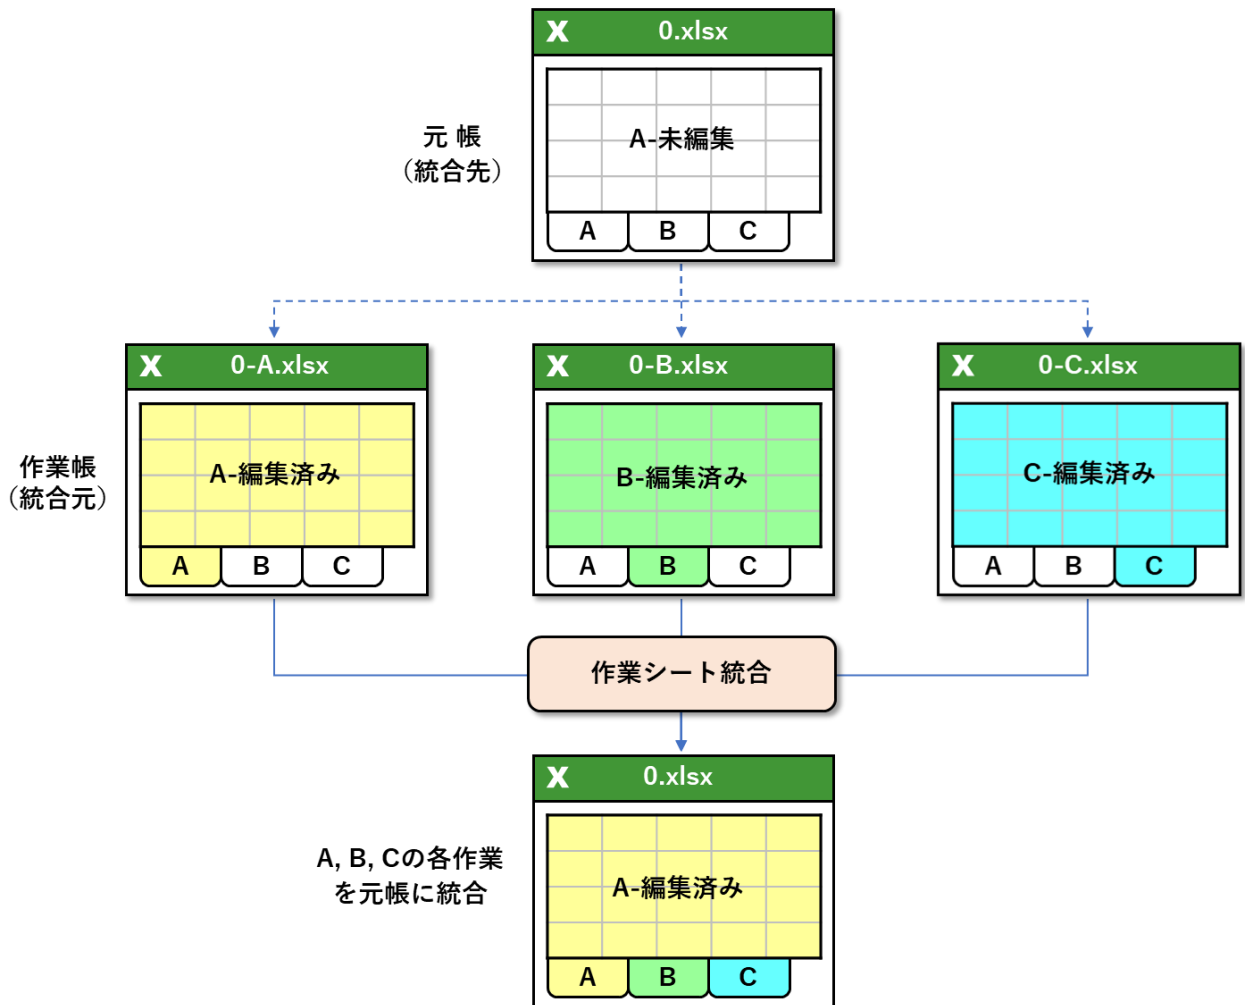 X 0.xlsx
元 帳
(統合先)
A-未編集
A B C
X 0-A.xlsx
X 0-B.xlsx
X 0-C.xlsx
作業帳
(統合元)
A-編集済み
B-編集済み
C-編集済み
A B C
A B C
A B C
作業シート統合
X 0.xlsx
A, B, Cの各作業
を元帳に統合
A-編集済み
A B C